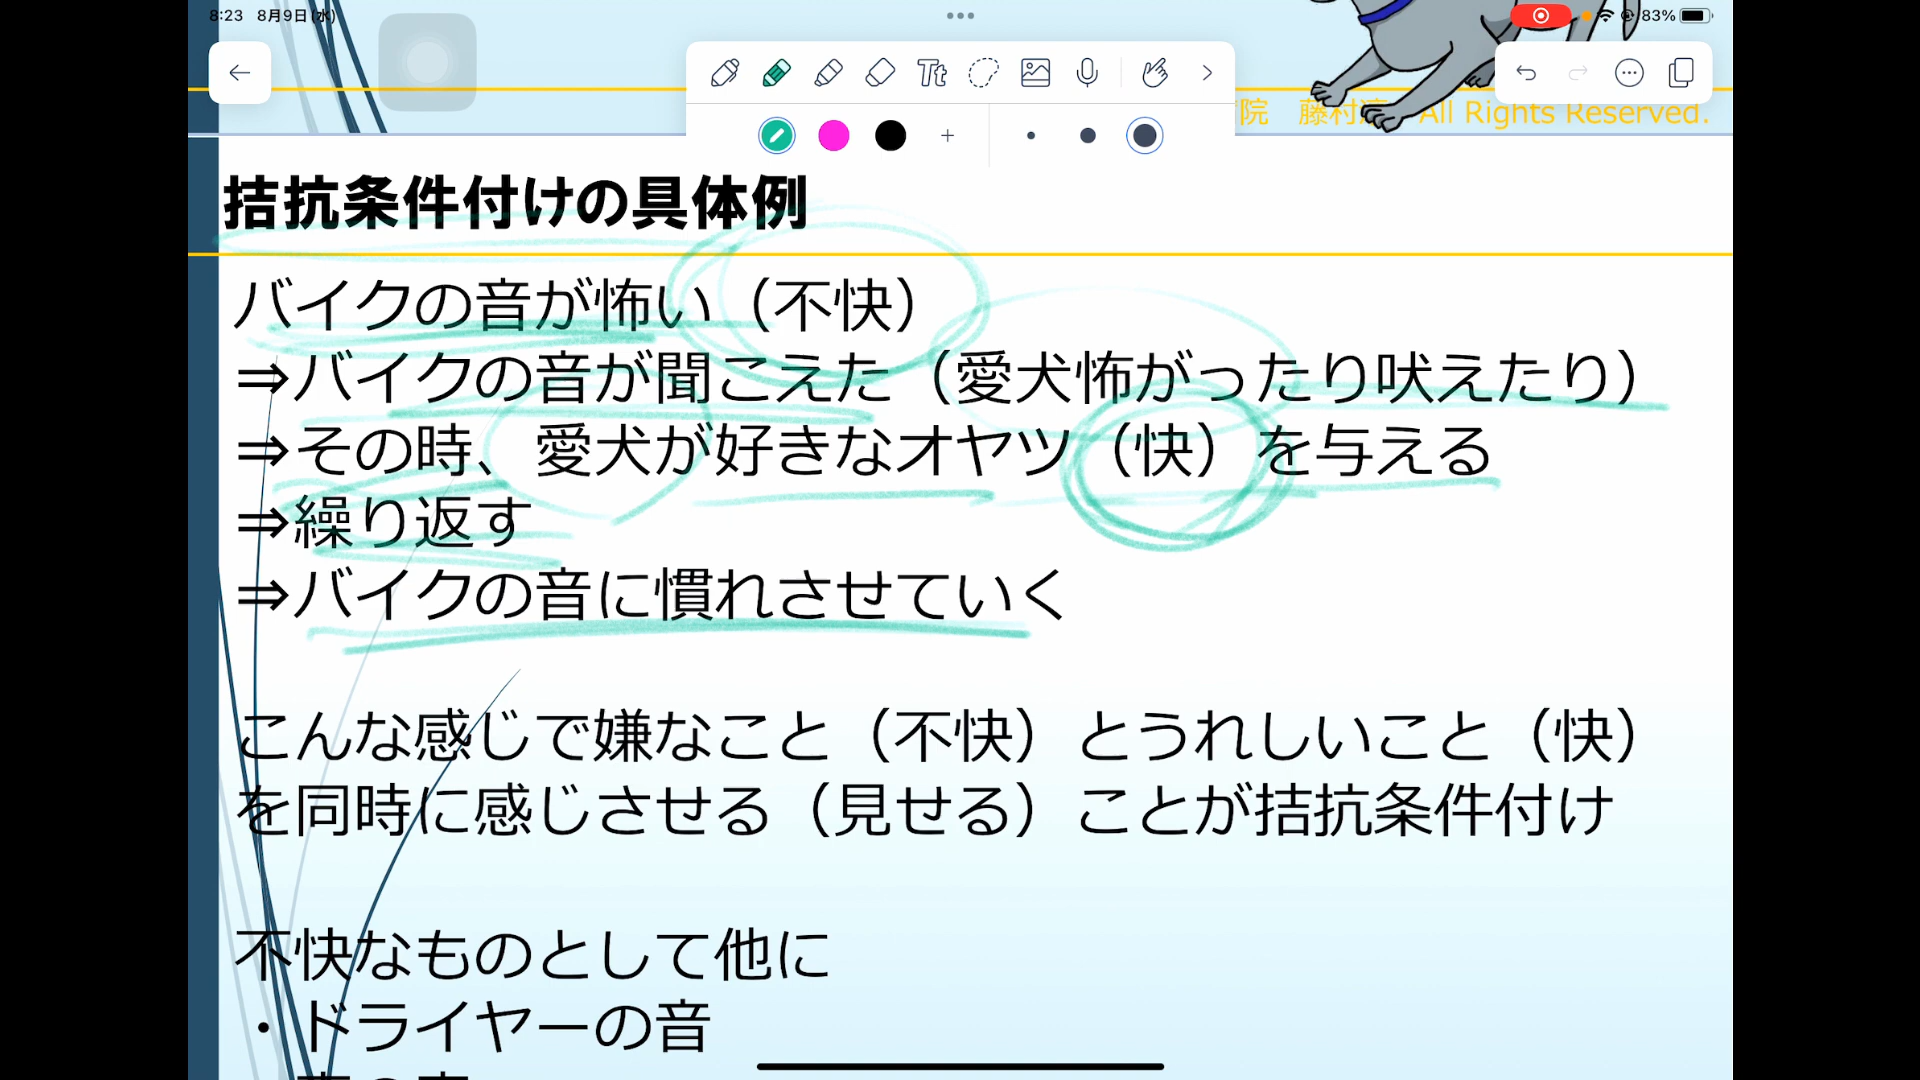 8:23 8月9日(水)
83%
Tt
院 藤村 All Rights Reserved.
拮抗条件付けの具体例
バイクの音が怖い（不快）
⇒バイクの音が聞こえた（愛犬怖がったり吠えたり）
⇒その時、愛犬が好きなオヤツ（快）を与える
⇒繰り返す
⇒バイクの音に慣れさせていく
こんな感じで嫌なこと（不快）とうれしいこと（快）
を同時に感じさせる（見せる）ことが拮抗条件付け
不快なものとして他に
・ドライヤーの音